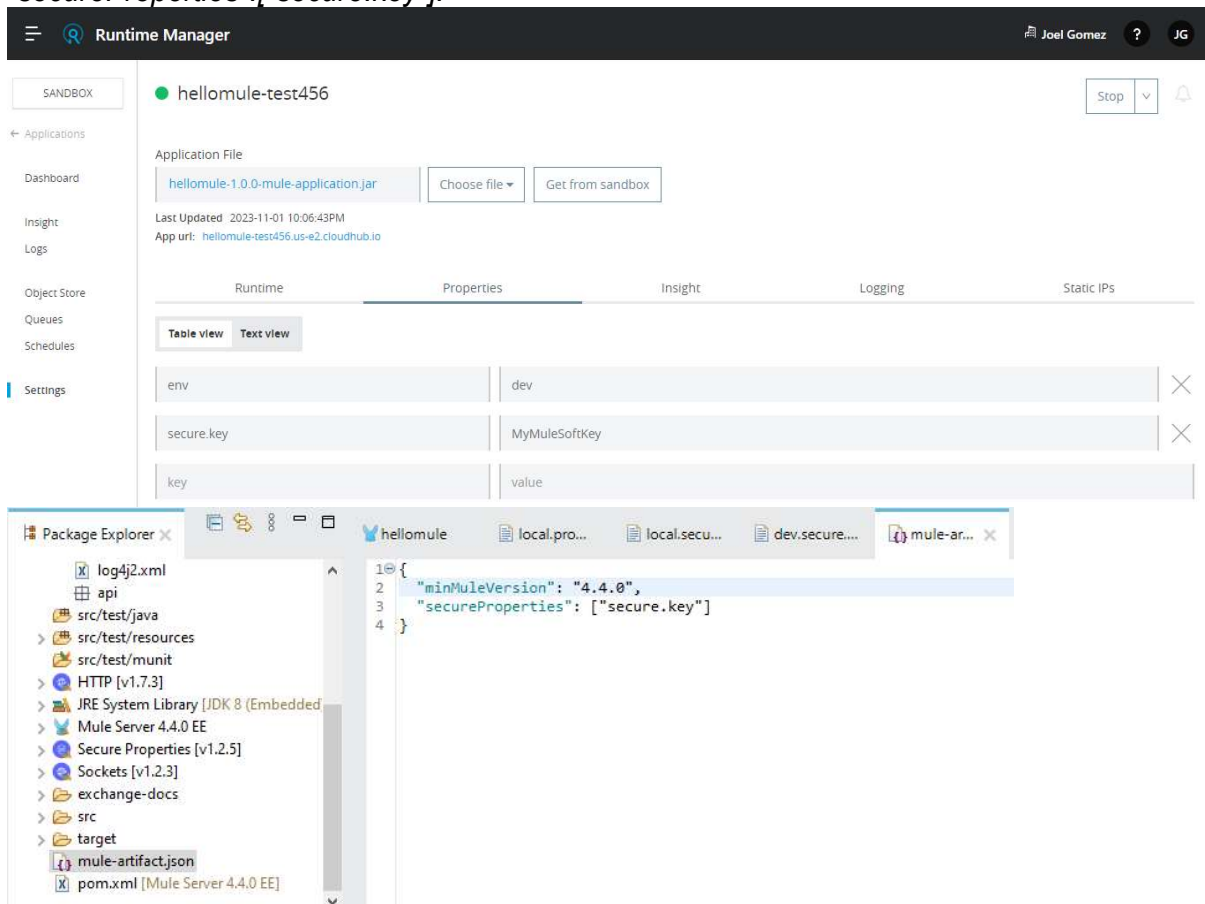 "secureProperties":["secure.key"].
Runtime Manager
Joel Gomez ? JG
SANDBOX
hellomule-test456
Stop
← Applications
Application File
Dashboard
hellomule-1.0.0-mule-application.jar
Choose file
Get from sandbox
Insight
Last Updated 2023-11-01 10:06:43PM
Logs
App url: hellomule-test456.us-e2.cloudhub.io
Object Store
Runtime Properties Insight Logging Static IPs
Queues
Table view Text view
Schedules
Settings
env dev
secure.key MyMuleSoftKey
key value
Package Explorer
hellomule local.pro... local.secu... dev.secure.... mule-ar...
log4j2.xml
api
src/test/java
src/test/resources
src/test/munit
HTTP [v1.7.3]
JRE System Library [JDK 8 (Embedded
Mule Server 4.4.0 EE
Secure Properties [v1.2.5]
Sockets [v1.2.3]
exchange-docs
src
target
mule-artifact.json
pom.xml [Mule Server 4.4.0 EE]
1 {
2 "minMuleVersion": "4.4.0",
3 "secureProperties": ["secure.key"]
4 }